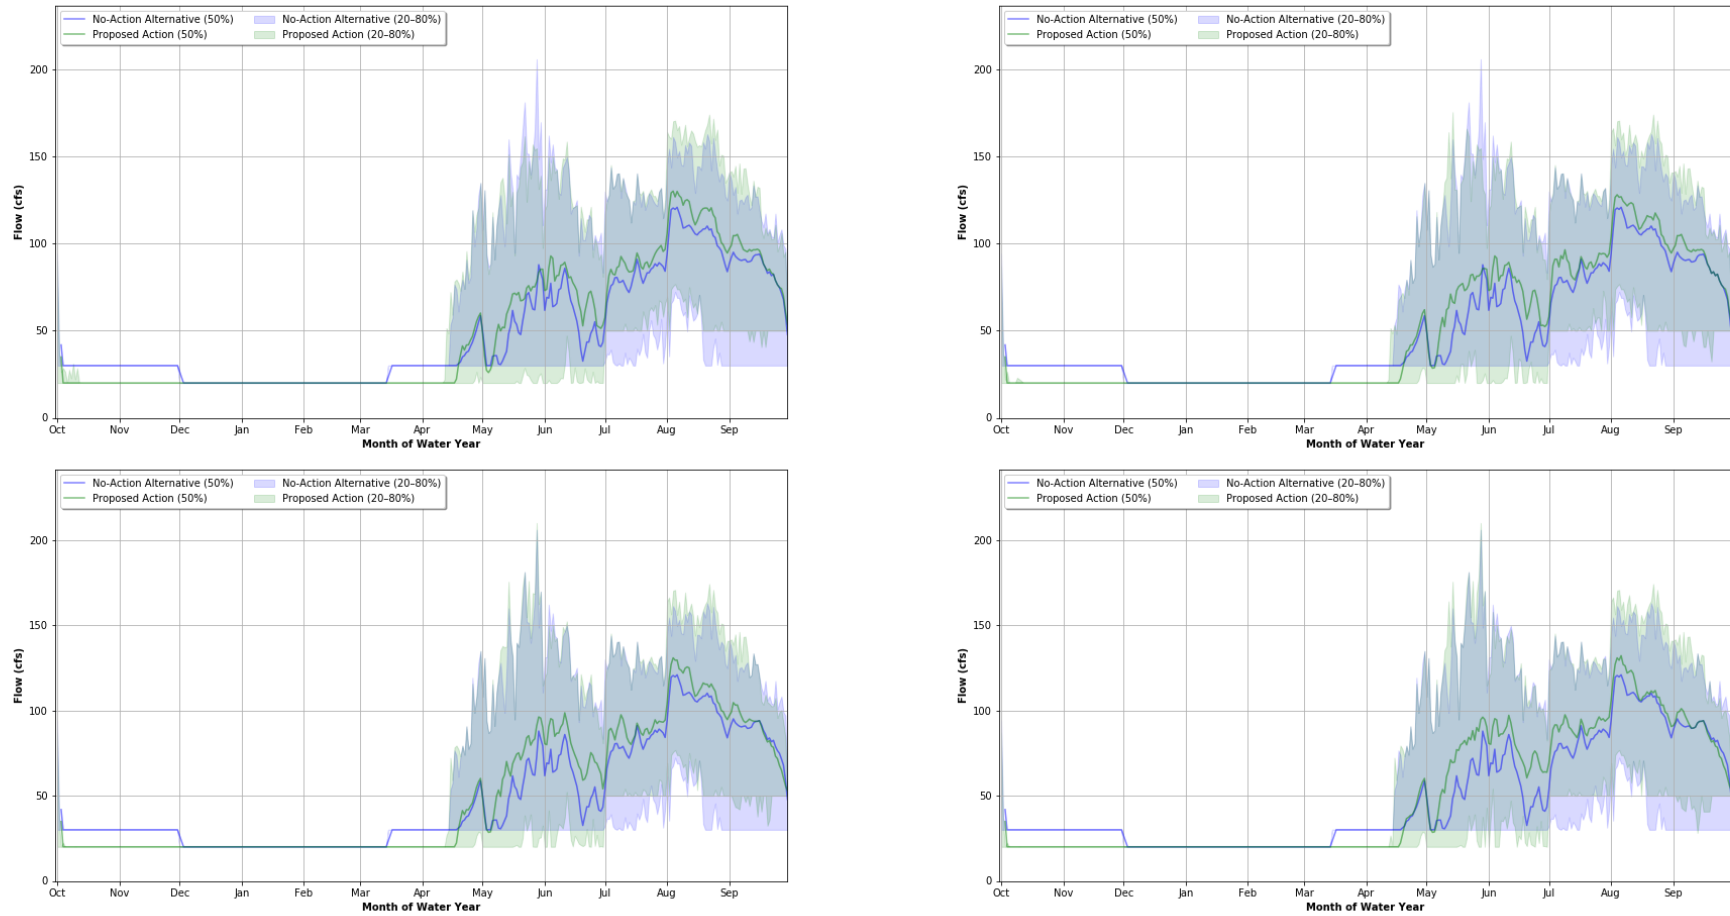 No-Action Alternative (50%) No-Action Alternative (20–80%)
Proposed Action (50%) Proposed Action (20–80%)
200
150
100
50
0
Flow (cfs)
Oct Nov Dec Jan Feb Mar Apr May Jun Jul Aug Sep
Month of Water Year
No-Action Alternative (50%) No-Action Alternative (20–80%)
Proposed Action (50%) Proposed Action (20–80%)
200
150
100
50
0
Flow (cfs)
Oct Nov Dec Jan Feb Mar Apr May Jun Jul Aug Sep
Month of Water Year
No-Action Alternative (50%) No-Action Alternative (20–80%)
Proposed Action (50%) Proposed Action (20–80%)
200
150
100
50
0
Flow (cfs)
Oct Nov Dec Jan Feb Mar Apr May Jun Jul Aug Sep
Month of Water Year
No-Action Alternative (50%) No-Action Alternative (20–80%)
Proposed Action (50%) Proposed Action (20–80%)
200
150
100
50
0
Flow (cfs)
Oct Nov Dec Jan Feb Mar Apr May Jun Jul Aug Sep
Month of Water Year